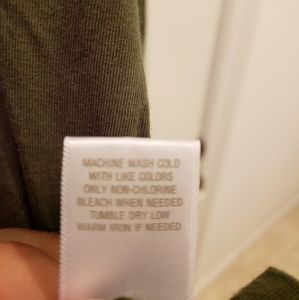 MACHINE WASH COLD
WITH LIKE COLORS
ONLY NON-CHLORINE
BLEACH WHEN NEEDED
TUMBLE DRY LOW
WARM IRON IF NEEDED